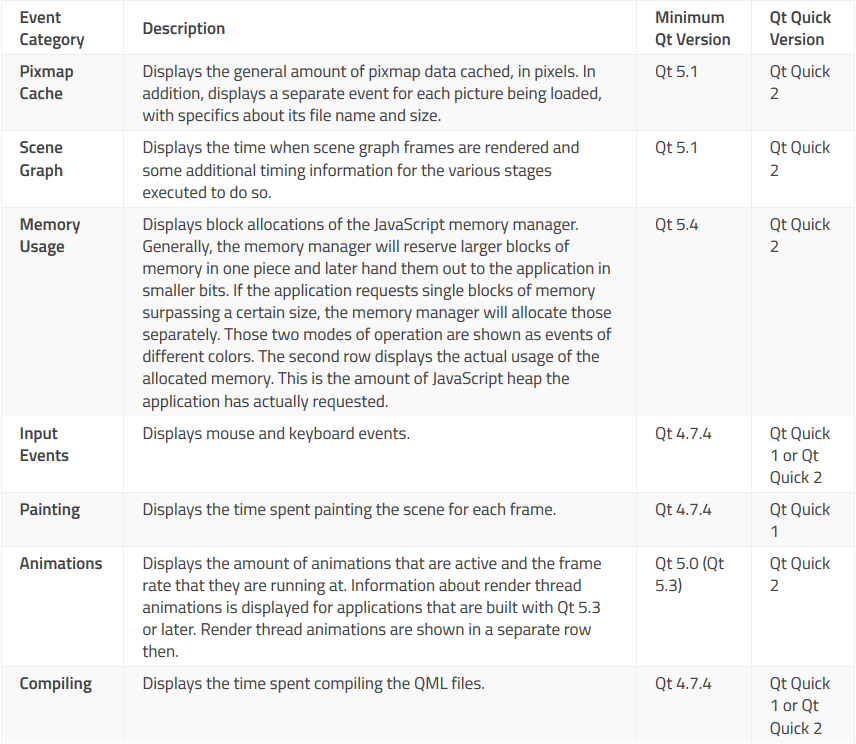 Event Category | Description | Minimum Qt Version | Qt Quick Version
Pixmap Cache | Displays the general amount of pixmap data cached, in pixels. In addition, displays a separate event for each picture being loaded, with specifics about its file name and size. | Qt 5.1 | Qt Quick 2
Scene Graph | Displays the time when scene graph frames are rendered and some additional timing information for the various stages executed to do so. | Qt 5.1 | Qt Quick 2
Memory Usage | Displays block allocations of the JavaScript memory manager. Generally, the memory manager will reserve larger blocks of memory in one piece and later hand them out to the application in smaller bits. If the application requests single blocks of memory surpassing a certain size, the memory manager will allocate those separately. Those two modes of operation are shown as events of different colors. The second row displays the actual usage of the allocated memory. This is the amount of JavaScript heap the application has actually requested. | Qt 5.4 | Qt Quick 2
Input Events | Displays mouse and keyboard events. | Qt 4.7.4 | Qt Quick 1 or Qt Quick 2
Painting | Displays the time spent painting the scene for each frame. | Qt 4.7.4 | Qt Quick 1
Animations | Displays the amount of animations that are active and the frame rate that they are running at. Information about render thread animations is displayed for applications that are built with Qt 5.3 or later. Render thread animations are shown in a separate row then. | Qt 5.0 (Qt 5.3) | Qt Quick 2
Compiling | Displays the time spent compiling the QML files. | Qt 4.7.4 | Qt Quick 1 or Qt Quick 2